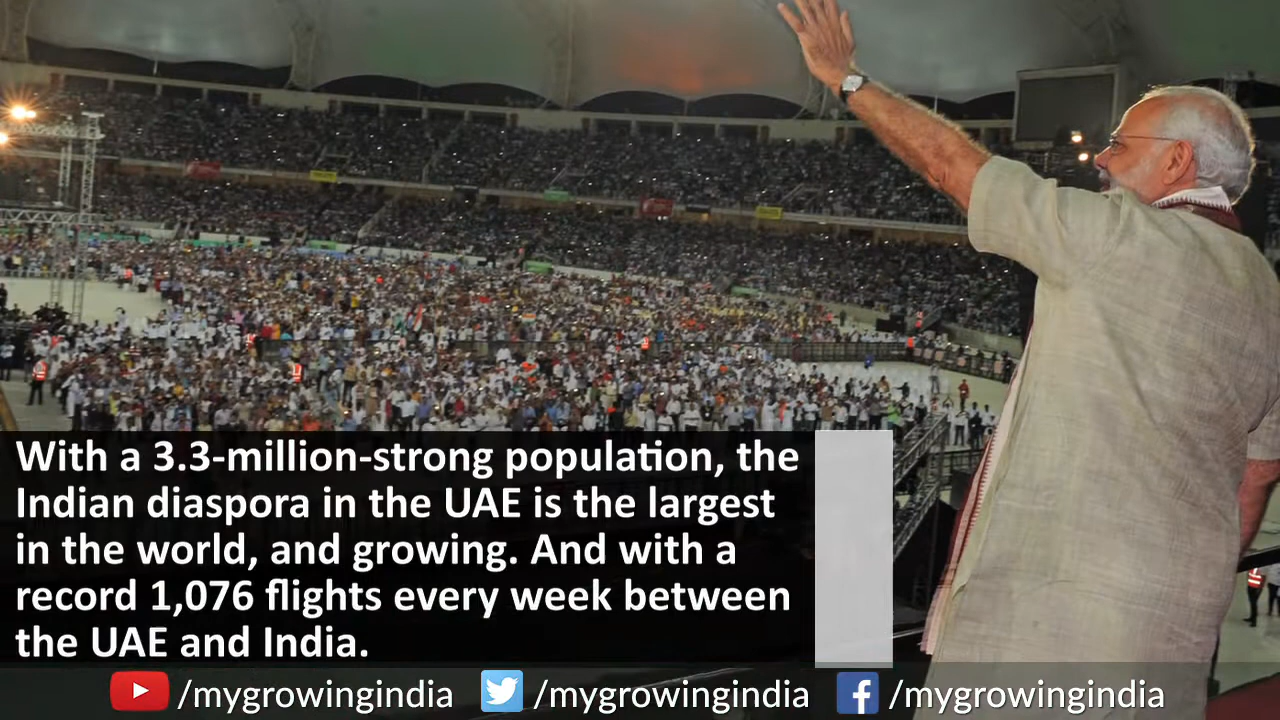 With a 3.3-million-strong population, the
Indian diaspora in the UAE is the largest
in the world, and growing. And with a
record 1,076 flights every week between
the UAE and India.
/mygrowingindia /mygrowingindia /mygrowingindia